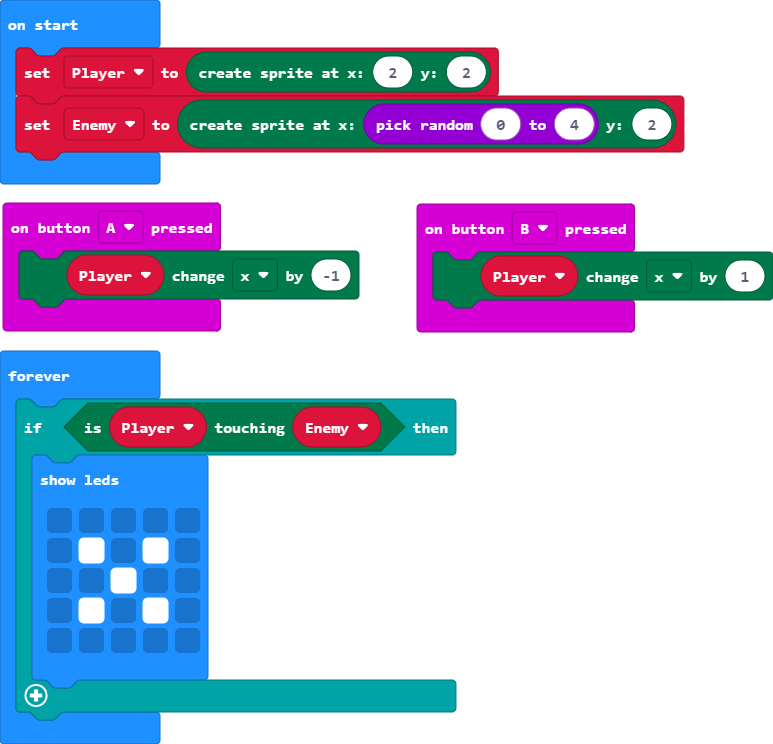 on start
set Player to create sprite at x: 2 y: 2
set Enemy to create sprite at x: pick random 0 to 4 y: 2
on button A pressed
Player change x by -1
on button B pressed
Player change x by 1
forever
if is Player touching Enemy then
show leds